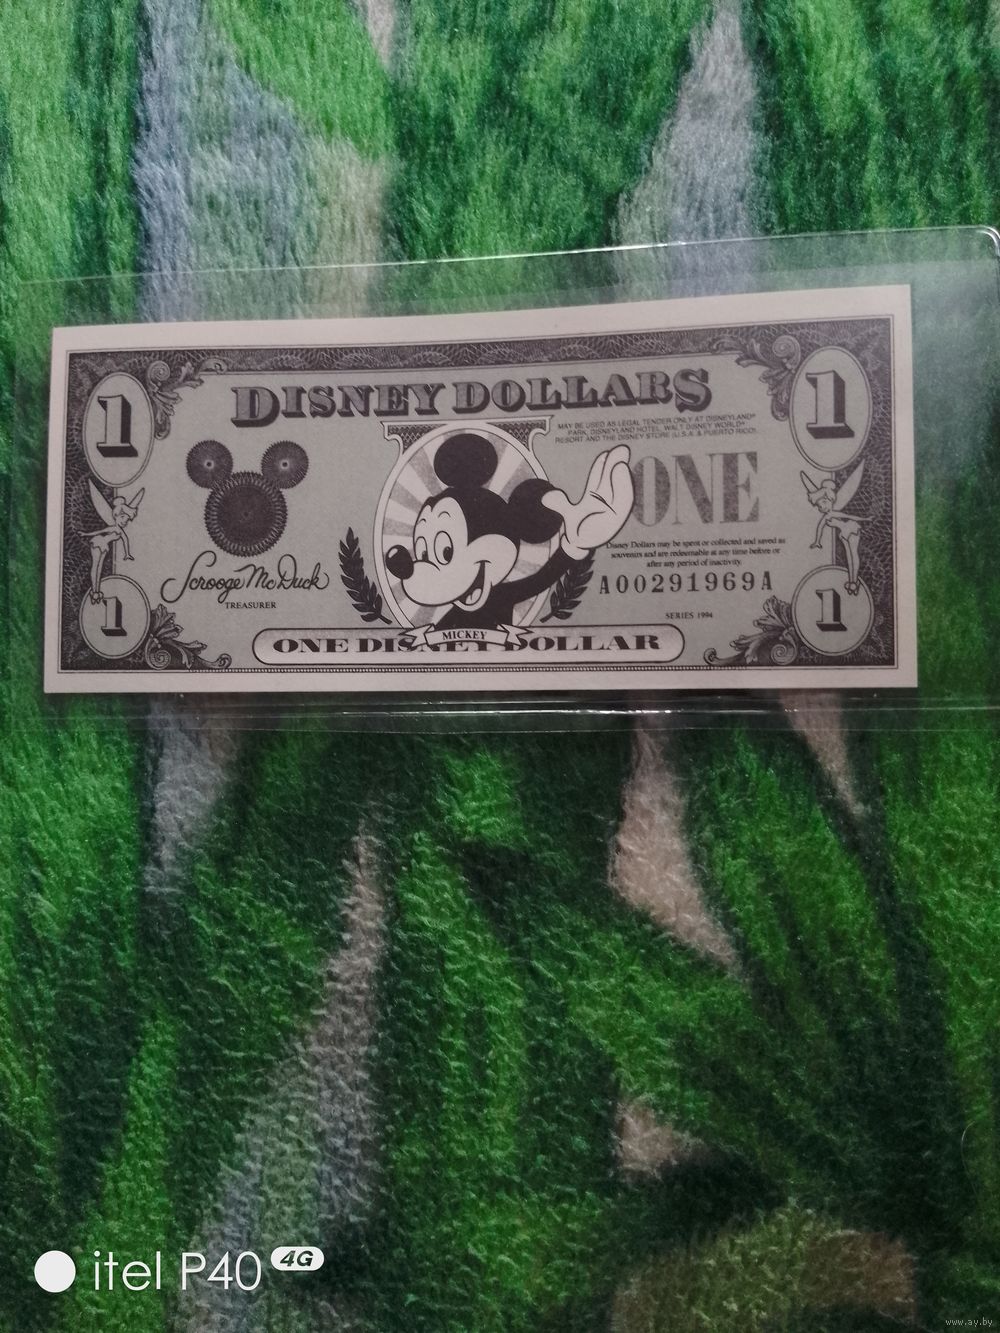 1
DISNEY DOLLARS
1
MAY BE USED AS LEGAL TENDER ONLY AT DISNEYLAND®
PARK, DISNEYLAND HOTEL, WALT DISNEY WORLD®
RESORT AND THE DISNEY STORE (U.S.A. & PUERTO RICO).
ONE
Disney Dollars may be spent or collected and saved as
souvenirs and are redeemable at any time before or
after any period of inactivity.
Scrooge McDuck
TREASURER
A00291969A
SERIES 1994
1
MICKEY
ONE DISNEY DOLLAR
1
itel P40 4G
www.ay.by